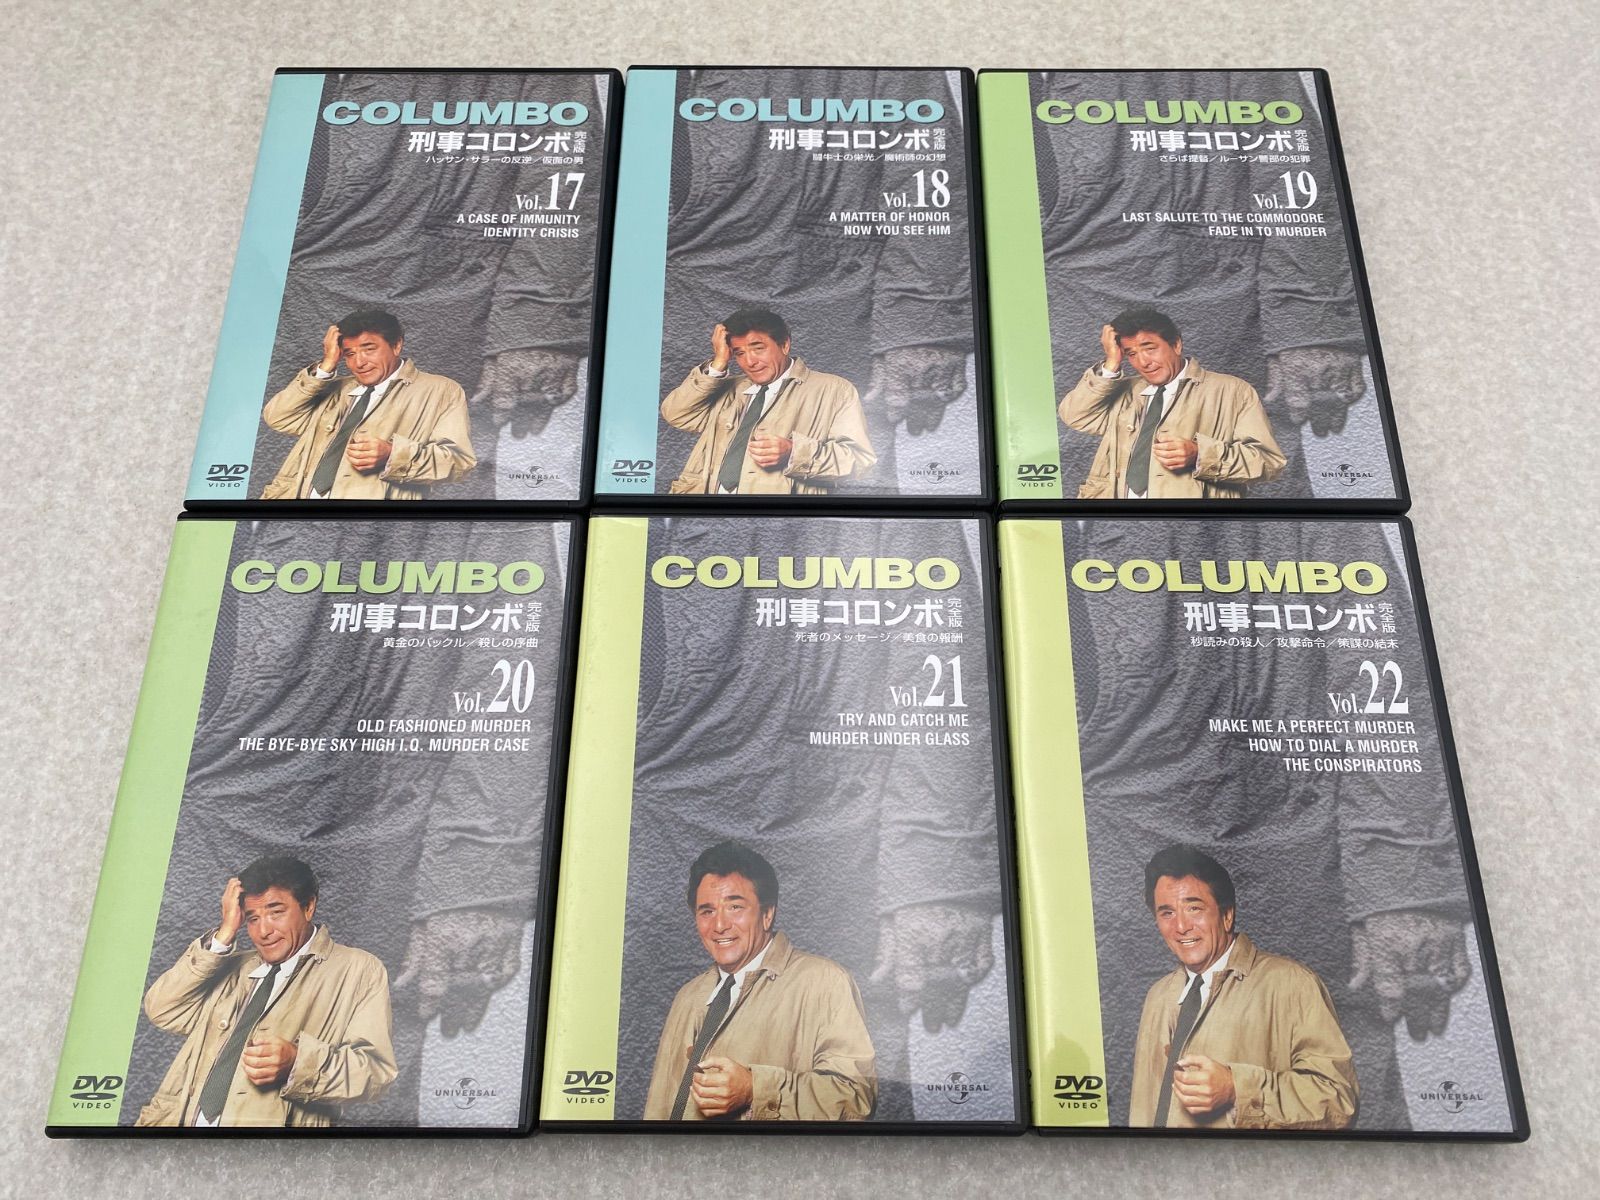 COLUMBO
刑事コロンボ 完全版
ハッサン・サラーの反逆／仮面の男
Vol.17
A CASE OF IMMUNITY
IDENTITY CRISIS
DVD
VIDEO
UNIVERSAL
COLUMBO
刑事コロンボ 完全版
闘牛士の栄光／魔術師の幻想
Vol.18
A MATTER OF HONOR
NOW YOU SEE HIM
DVD
VIDEO
UNIVERSAL
COLUMBO
刑事コロンボ 完全版
さらば提督／ルーサン警部の犯罪
Vol.19
LAST SALUTE TO THE COMMODORE
FADE IN TO MURDER
DVD
VIDEO
UNIVERSAL
COLUMBO
刑事コロンボ 完全版
黄金のバックル／殺しの序曲
Vol.20
OLD FASHIONED MURDER
THE BYE-BYE SKY HIGH I.Q. MURDER CASE
DVD
VIDEO
UNIVERSAL
COLUMBO
刑事コロンボ 完全版
死者のメッセージ／美食の報酬
Vol.21
TRY AND CATCH ME
MURDER UNDER GLASS
DVD
VIDEO
UNIVERSAL
COLUMBO
刑事コロンボ 完全版
秒読みの殺人／攻撃命令／策謀の結末
Vol.22
MAKE ME A PERFECT MURDER
HOW TO DIAL A MURDER
THE CONSPIRATORS
DVD
VIDEO
UNIVERSAL